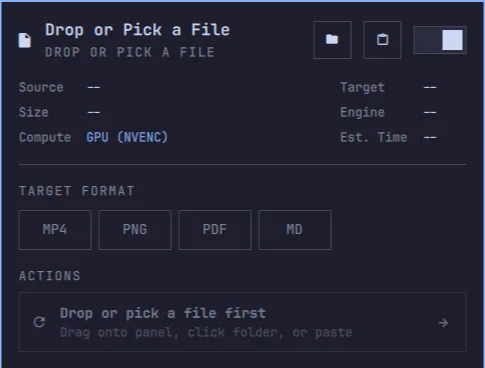 Drop or Pick a File
DROP OR PICK A FILE
Source -- Target --
Size -- Engine --
Compute GPU (NVENC) Est. Time --
TARGET FORMAT
MP4 PNG PDF MD
ACTIONS
Drop or pick a file first
Drag onto panel, click folder, or paste